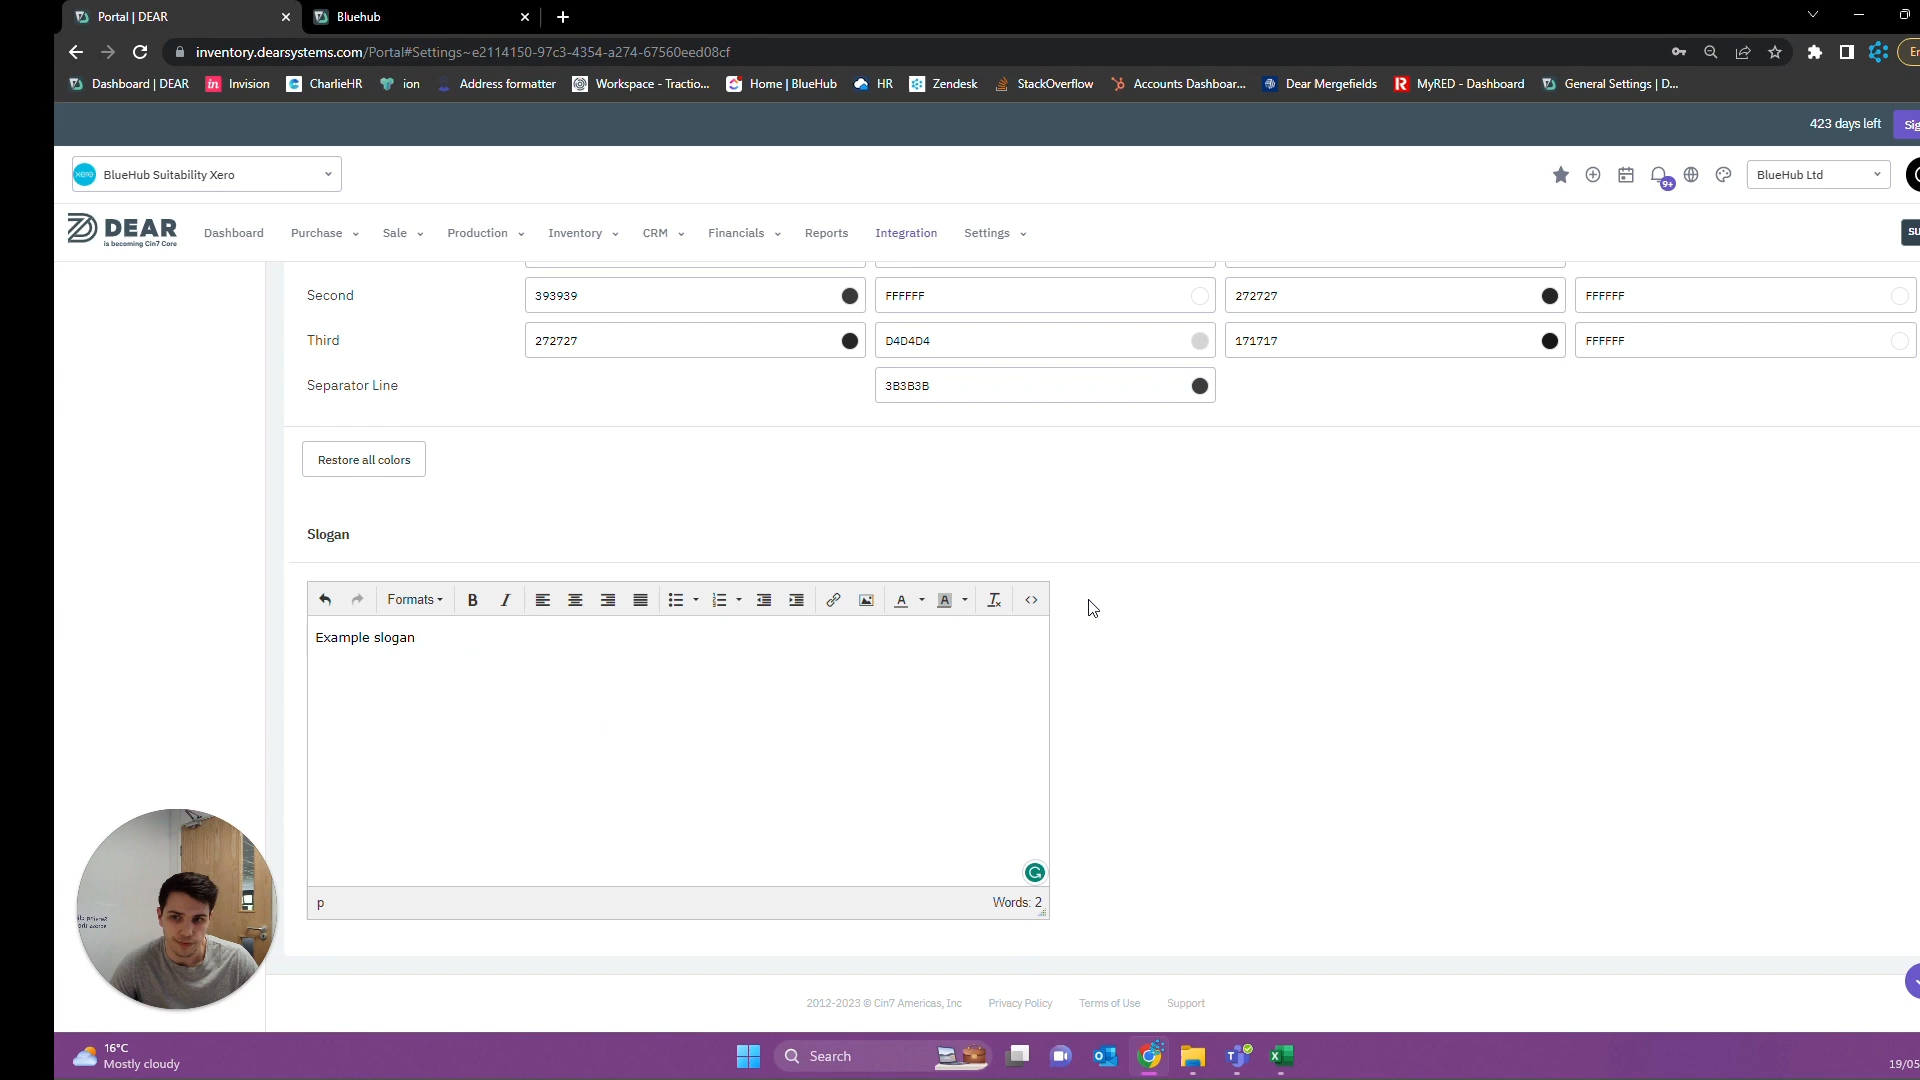 Portal | DEAR
Bluehub
inventory.dearsystems.com/Portal#Settings~e2114150-97c3-4354-a274-67560eed08cf
Dashboard | DEAR
Invision
CharlieHR
ion
Address formatter
Workspace - Tractio...
Home | BlueHub
HR
Zendesk
StackOverflow
Accounts Dashboar...
Dear Mergefields
MyRED - Dashboard
General Settings | D...
423 days left
xero BlueHub Suitability Xero
9+
BlueHub Ltd
DEAR
is becoming Cin7 Core
Dashboard
Purchase
Sale
Production
Inventory
CRM
Financials
Reports
Integration
Settings
Second 393939 FFFFFF 272727 FFFFFF
Third 272727 D4D4D4 171717 FFFFFF
Separator Line 3B3B3B
Restore all colors
Slogan
Formats B I A A
Example slogan
p Words: 2
2012-2023 © Cin7 Americas, Inc
Privacy Policy
Terms of Use
Support
16°C
Mostly cloudy
Search
19/05